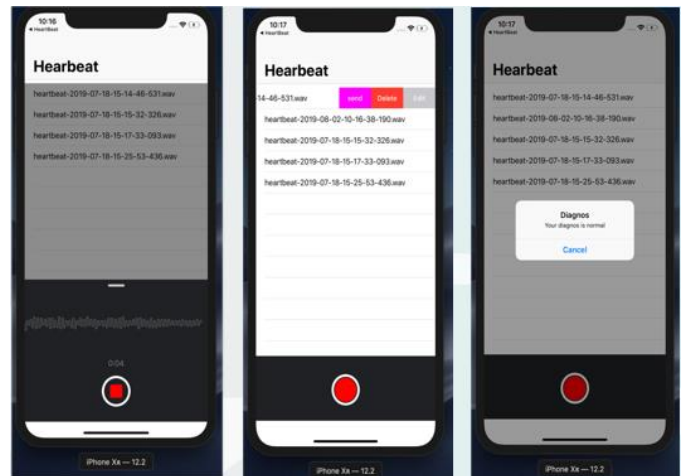 10:16
◀ HeartBeat
Hearbeat
heartbeat-2019-07-18-15-14-46-531.wav
heartbeat-2019-07-18-15-15-32-326.wav
heartbeat-2019-07-18-15-17-33-093.wav
heartbeat-2019-07-18-15-25-53-436.wav
0:04
iPhone Xʀ — 12.2
10:17
◀ HeartBeat
Hearbeat
14-46-531.wav send Delete Edit
heartbeat-2019-08-02-10-16-38-190.wav
heartbeat-2019-07-18-15-15-32-326.wav
heartbeat-2019-07-18-15-17-33-093.wav
heartbeat-2019-07-18-15-25-53-436.wav
iPhone Xʀ — 12.2
10:17
◀ HeartBeat
Hearbeat
heartbeat-2019-07-18-15-14-46-531.wav
heartbeat-2019-08-02-10-16-38-190.wav
heartbeat-2019-07-18-15-15-32-326.wav
heartbeat-2019-07-18-15-17-33-093.wav
heartbeat-2019-07-18-15-25-53-436.wav
Diagnos
Your diagnos is normal
Cancel
iPhone Xʀ — 12.2